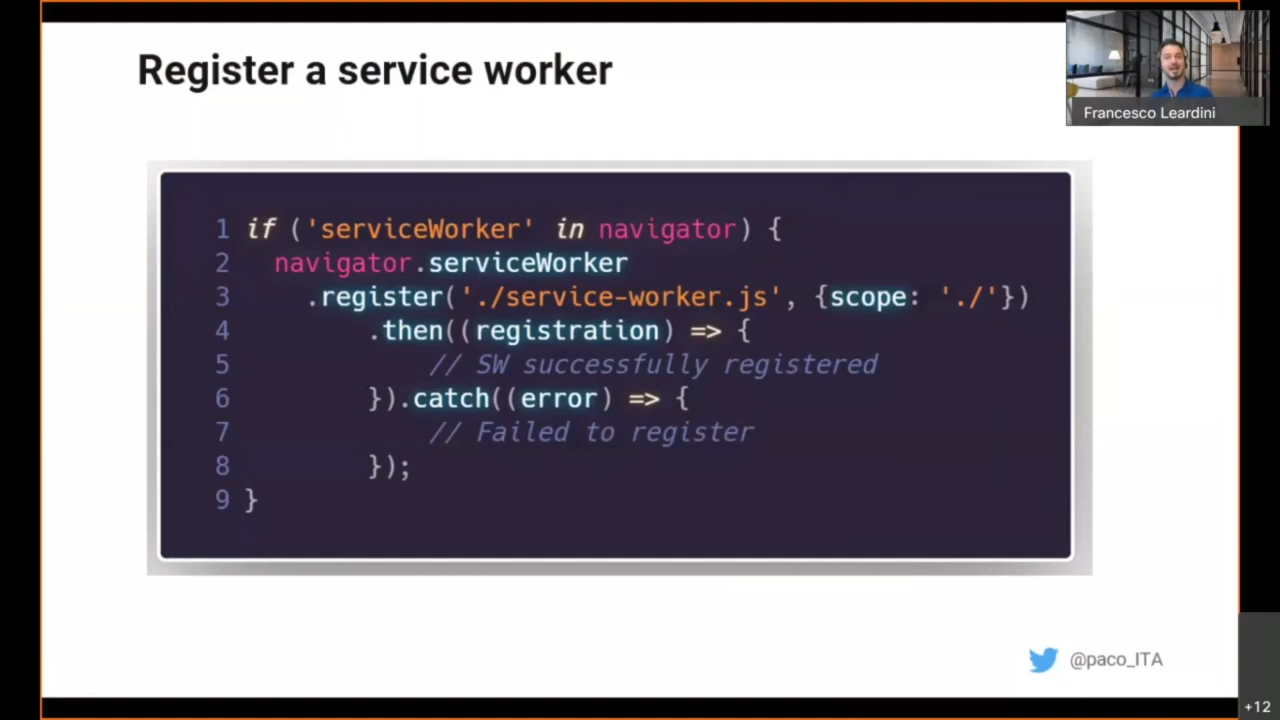 Register a service worker
Francesco Leardini
1 if ('serviceWorker' in navigator) {
2 navigator.serviceWorker
3 .register('./service-worker.js', {scope: './'})
4 .then((registration) => {
5 // SW successfully registered
6 }).catch((error) => {
7 // Failed to register
8 });
9 }
@paco_ITA
+12